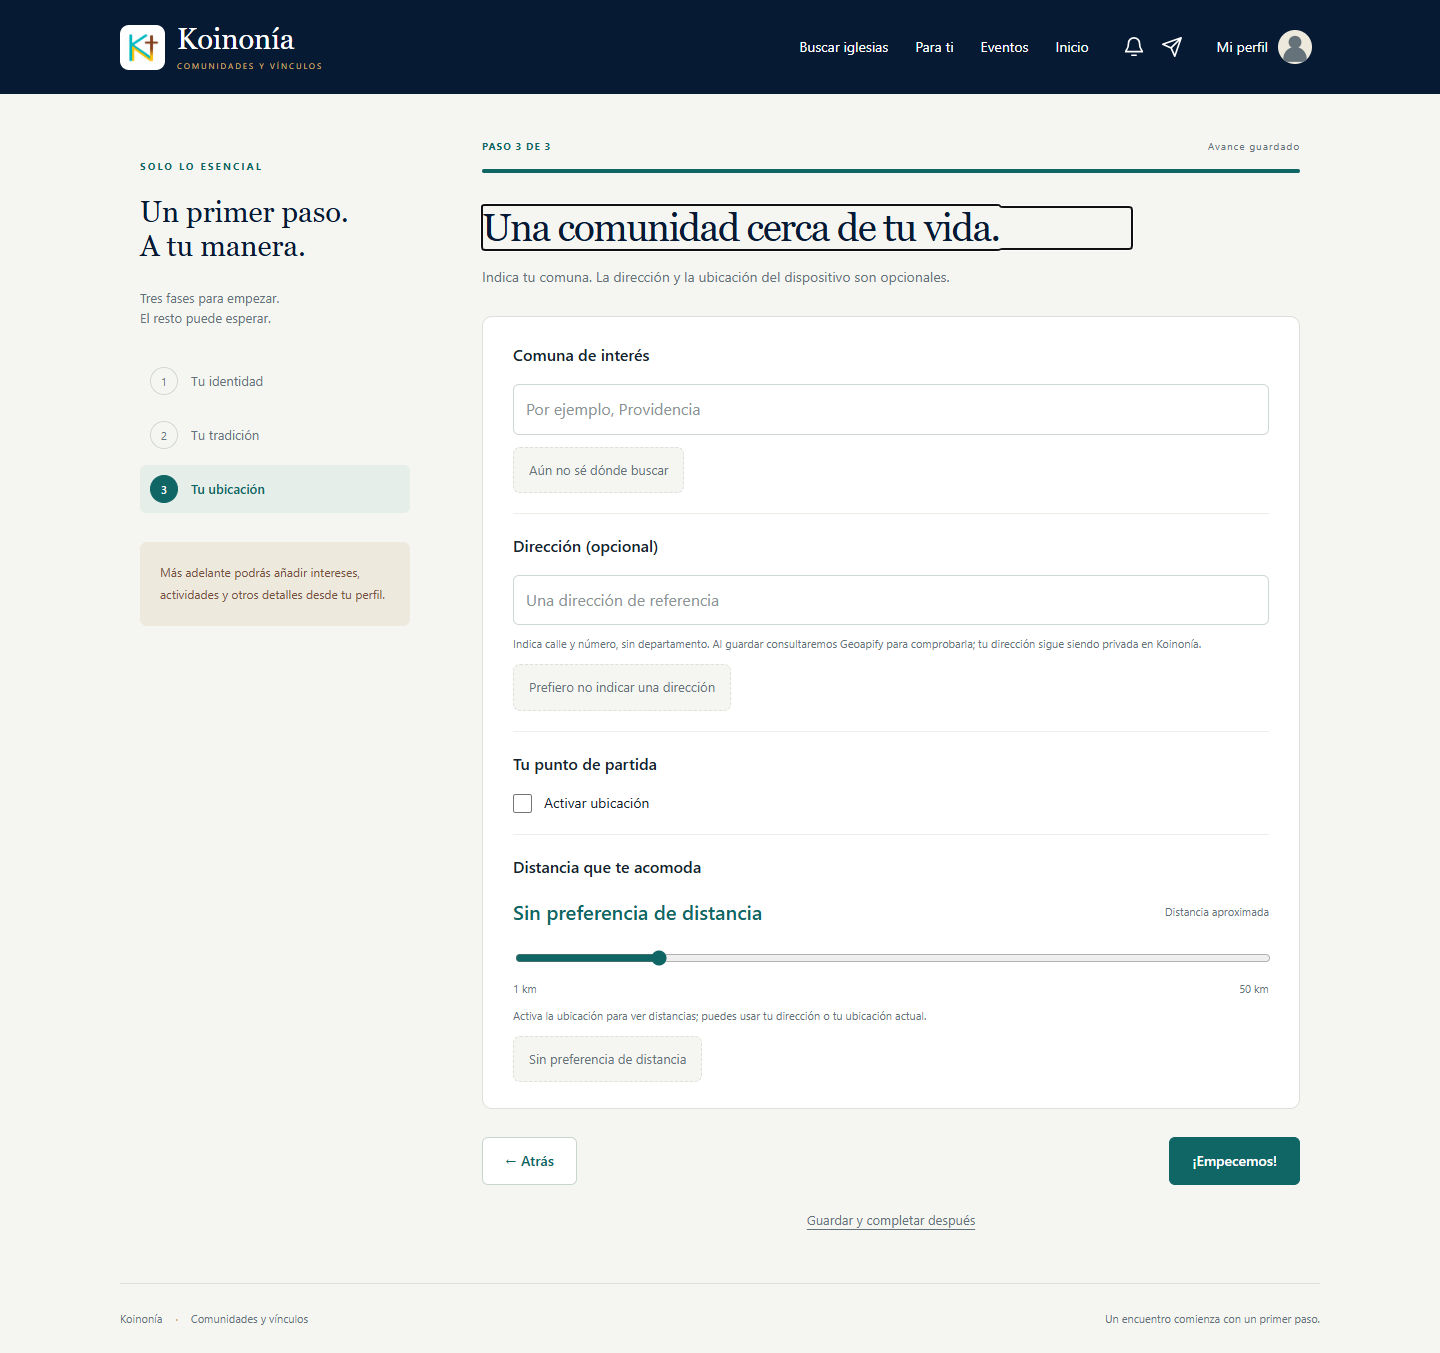 Koinonía
COMUNIDADES Y VÍNCULOS
Buscar iglesias
Para ti
Eventos
Inicio
Mi perfil
SOLO LO ESENCIAL
Un primer paso.
A tu manera.
Tres fases para empezar.
El resto puede esperar.
1 Tu identidad
2 Tu tradición
3 Tu ubicación
Más adelante podrás añadir intereses,
actividades y otros detalles desde tu perfil.
PASO 3 DE 3
Avance guardado
Una comunidad cerca de tu vida.
Indica tu comuna. La dirección y la ubicación del dispositivo son opcionales.
Comuna de interés
Por ejemplo, Providencia
Aún no sé dónde buscar
Dirección (opcional)
Una dirección de referencia
Indica calle y número, sin departamento. Al guardar consultaremos Geoapify para comprobarla; tu dirección sigue siendo privada en Koinonía.
Prefiero no indicar una dirección
Tu punto de partida
Activar ubicación
Distancia que te acomoda
Sin preferencia de distancia
Distancia aproximada
1 km
50 km
Activa la ubicación para ver distancias; puedes usar tu dirección o tu ubicación actual.
Sin preferencia de distancia
← Atrás
¡Empecemos!
Guardar y completar después
Koinonía · Comunidades y vínculos
Un encuentro comienza con un primer paso.